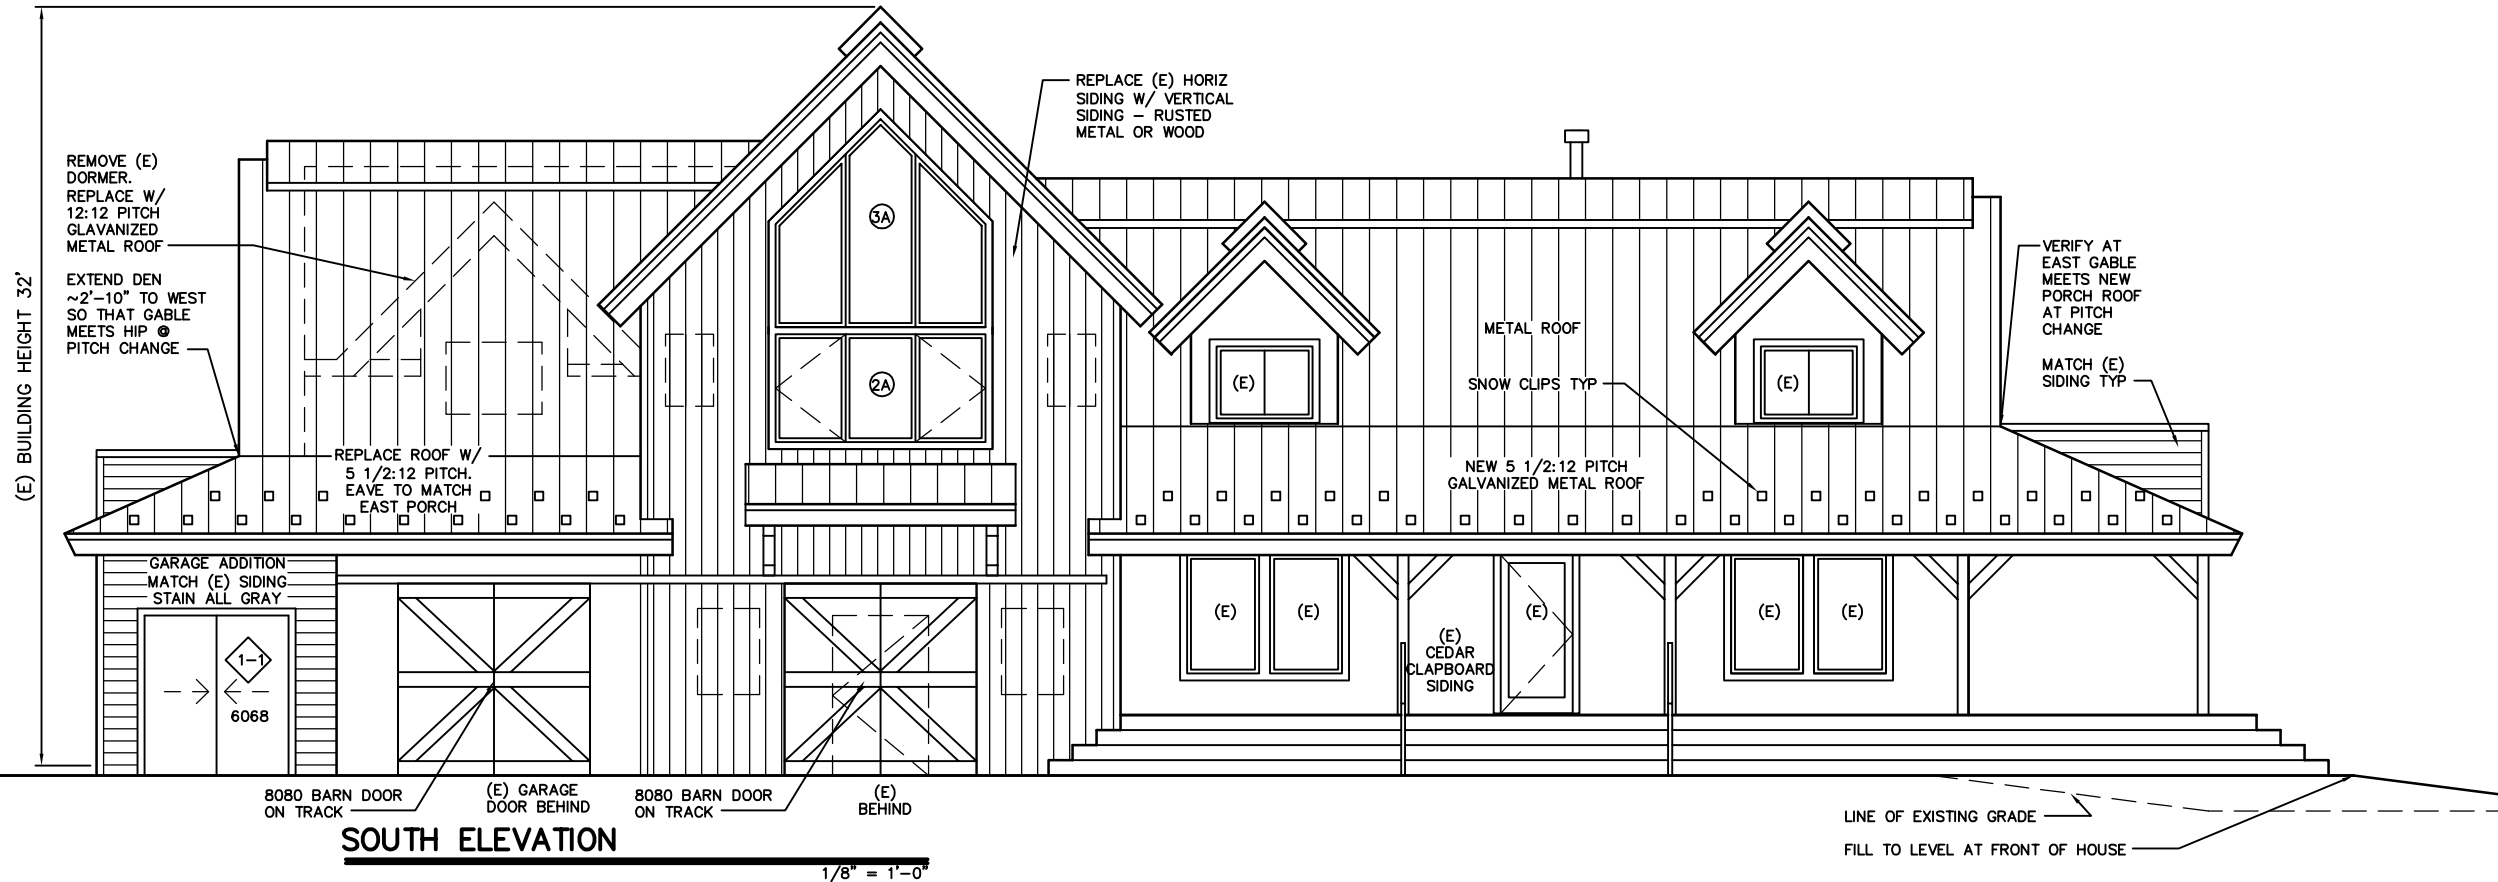 (E) BUILDING HEIGHT 32'
REMOVE (E)
DORMER.
REPLACE W/
12:12 PITCH
GLAVANIZED
METAL ROOF
EXTEND DEN
~2'-10" TO WEST
SO THAT GABLE
MEETS HIP @
PITCH CHANGE
REPLACE (E) HORIZ
SIDING W/ VERTICAL
SIDING - RUSTED
METAL OR WOOD
3A
2A
(E)
(E)
METAL ROOF
SNOW CLIPS TYP
VERIFY AT
EAST GABLE
MEETS NEW
PORCH ROOF
AT PITCH
CHANGE
MATCH (E)
SIDING TYP
REPLACE ROOF W/
5 1/2:12 PITCH.
EAVE TO MATCH
EAST PORCH
NEW 5 1/2:12 PITCH
GALVANIZED METAL ROOF
GARAGE ADDITION
MATCH (E) SIDING
STAIN ALL GRAY
1-1
6068
(E)
(E)
(E)
(E)
(E)
(E)
CEDAR
CLAPBOARD
SIDING
8080 BARN DOOR
ON TRACK
(E) GARAGE
DOOR BEHIND
8080 BARN DOOR
ON TRACK
(E)
BEHIND
LINE OF EXISTING GRADE
FILL TO LEVEL AT FRONT OF HOUSE
SOUTH ELEVATION
1/8" = 1'-0"